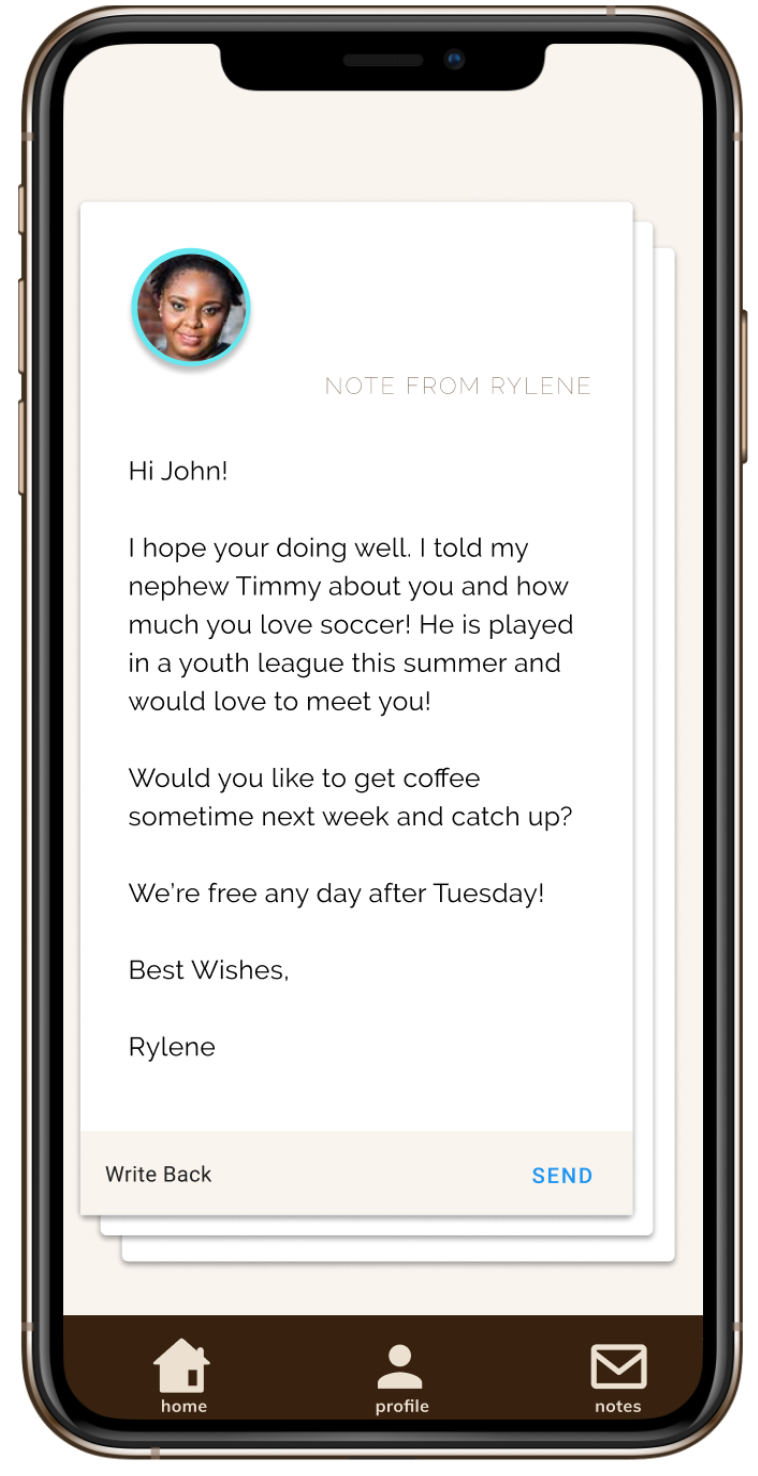 NOTE FROM RYLENE
Hi John!
I hope your doing well. I told my
nephew Timmy about you and how
much you love soccer! He is played
in a youth league this summer and
would love to meet you!
Would you like to get coffee
sometime next week and catch up?
We're free any day after Tuesday!
Best Wishes,
Rylene
Write Back
SEND
home
profile
notes